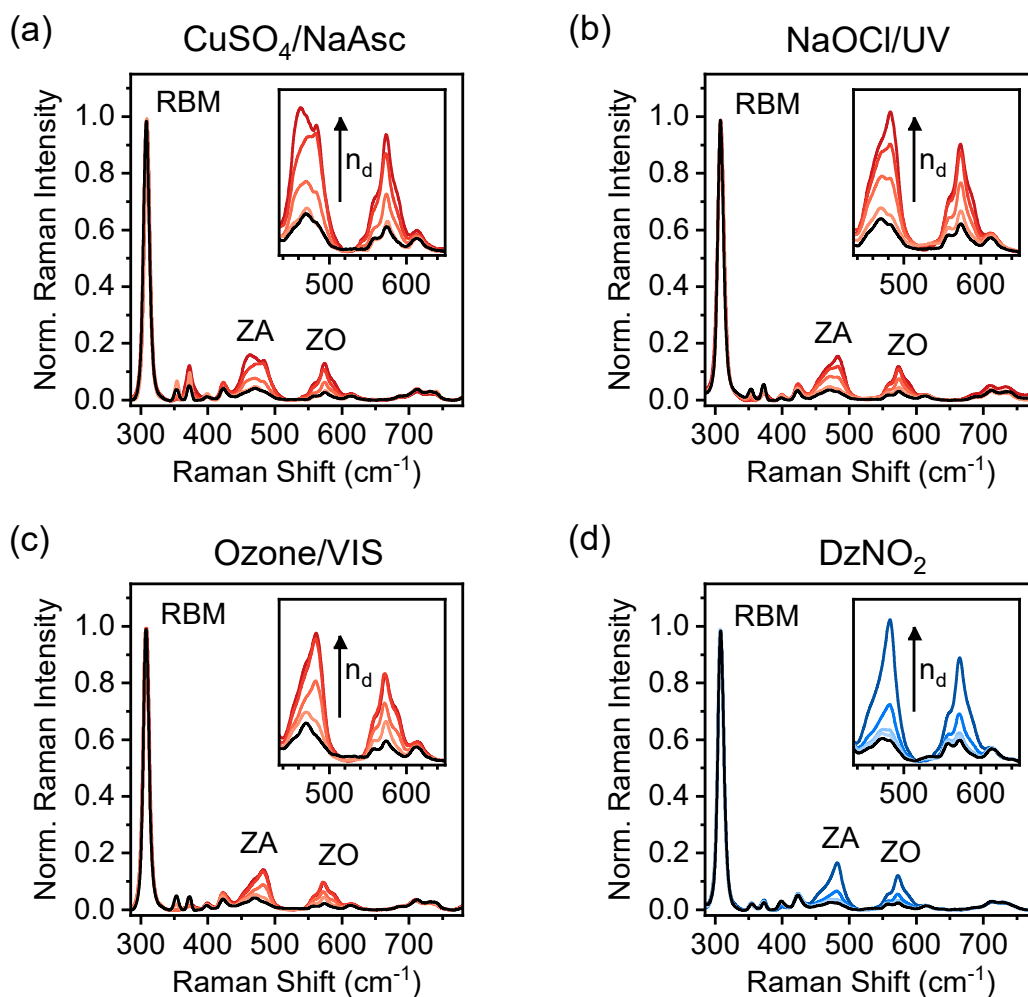 (a)
CuSO₄/NaAsc
Norm. Raman Intensity
1.0
0.8
0.6
0.4
0.2
0.0
RBM
n_d
500 600
ZA
ZO
300 400 500 600 700
Raman Shift (cm⁻¹)
(b)
NaOCl/UV
Norm. Raman Intensity
1.0
0.8
0.6
0.4
0.2
0.0
RBM
n_d
500 600
ZA
ZO
300 400 500 600 700
Raman Shift (cm⁻¹)
(c)
Ozone/VIS
Norm. Raman Intensity
1.0
0.8
0.6
0.4
0.2
0.0
RBM
n_d
500 600
ZA
ZO
300 400 500 600 700
Raman Shift (cm⁻¹)
(d)
DzNO₂
Norm. Raman Intensity
1.0
0.8
0.6
0.4
0.2
0.0
RBM
n_d
500 600
ZA
ZO
300 400 500 600 700
Raman Shift (cm⁻¹)